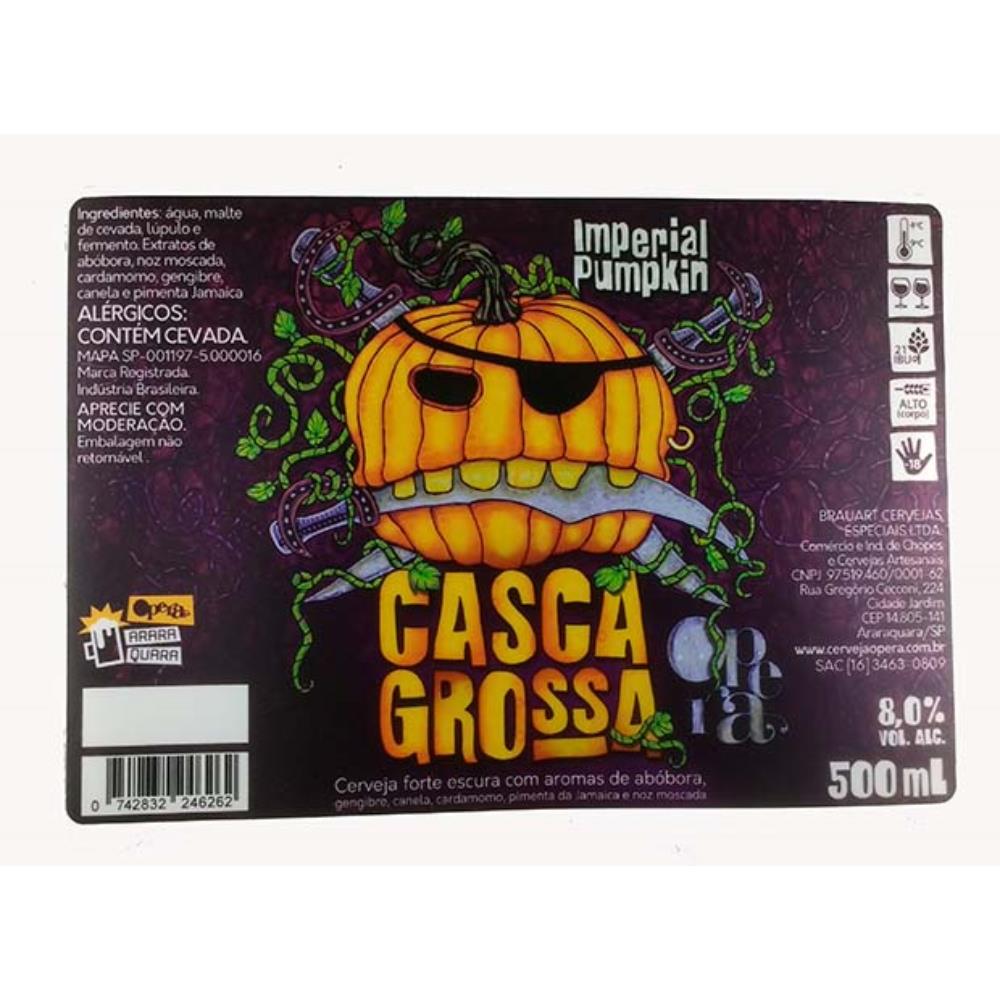 Ingredientes: água, malte
de cevada, lúpulo e
fermento. Extratos de
abóbora, noz moscada,
cardamomo, gengibre,
canela e pimenta Jamaica
ALÉRGICOS:
CONTÉM CEVADA.
MAPA SP-001197-5.000016
Marca Registrada.
Indústria Brasileira.
APRECIE COM
MODERAÇÃO.
Embalagem não
retornável.
Opera
ARARA
QUARA
0 742832 246262
Imperial
Pumpkin
CASCA
GROSSA
Opera
Cerveja forte escura com aromas de abóbora,
gengibre, canela, cardamomo, pimenta da Jamaica e noz moscada
4°C
9°C
21
IBU
ALTO
(corpo)
-18
BRAUART CERVEJAS
ESPECIAIS LTDA.
Comércio e Ind. de Chopes
e Cervejas Artesanais
CNPJ 97.519.460/0001-62
Rua Gregório Cecconi, 224
Cidade Jardim
CEP 14.805-141
Araraquara/SP
www.cervejaopera.com.br
SAC (16) 3463-0809
8,0%
VOL. ALC.
500 mL